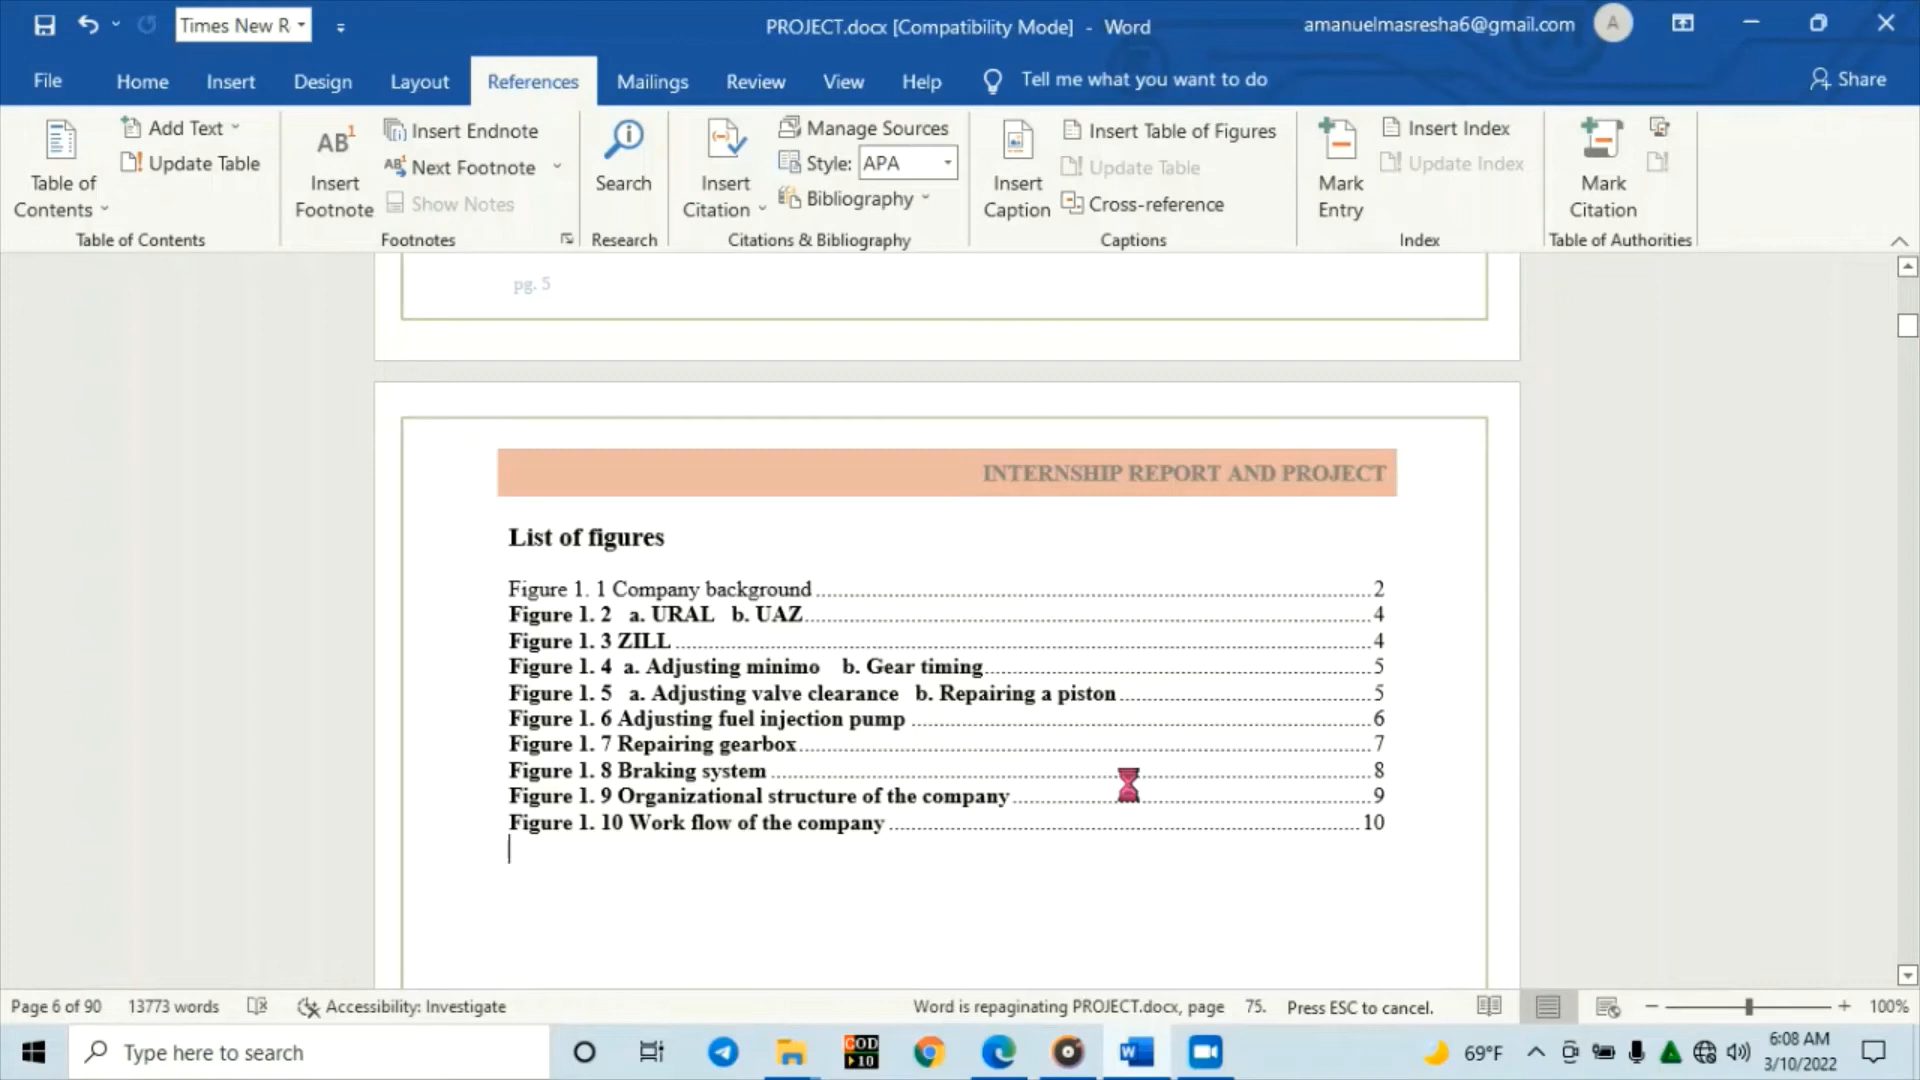 Times New R
PROJECT.docx [Compatibility Mode] - Word
amanuelmasresha6@gmail.com
A
File
Home
Insert
Design
Layout
References
Mailings
Review
View
Help
Tell me what you want to do
Share
Table of
Contents
Add Text
Update Table
Table of Contents
AB1
Insert
Footnote
Insert Endnote
AB1 Next Footnote
Show Notes
Footnotes
Search
Research
Insert
Citation
Manage Sources
Style: APA
Bibliography
Citations & Bibliography
Insert
Caption
Insert Table of Figures
Update Table
Cross-reference
Captions
Mark
Entry
Insert Index
Update Index
Index
Mark
Citation
Table of Authorities
pg. 5
INTERNSHIP REPORT AND PROJECT
List of figures
Figure 1. 1 Company background 2
Figure 1. 2 a. URAL b. UAZ 4
Figure 1. 3 ZILL 4
Figure 1. 4 a. Adjusting minimo b. Gear timing 5
Figure 1. 5 a. Adjusting valve clearance b. Repairing a piston 5
Figure 1. 6 Adjusting fuel injection pump 6
Figure 1. 7 Repairing gearbox 7
Figure 1. 8 Braking system 8
Figure 1. 9 Organizational structure of the company 9
Figure 1. 10 Work flow of the company 10
Page 6 of 90
13773 words
Accessibility: Investigate
Word is repaginating PROJECT.docx, page 75. Press ESC to cancel.
100%
Type here to search
COD
10
69°F
6:08 AM
3/10/2022